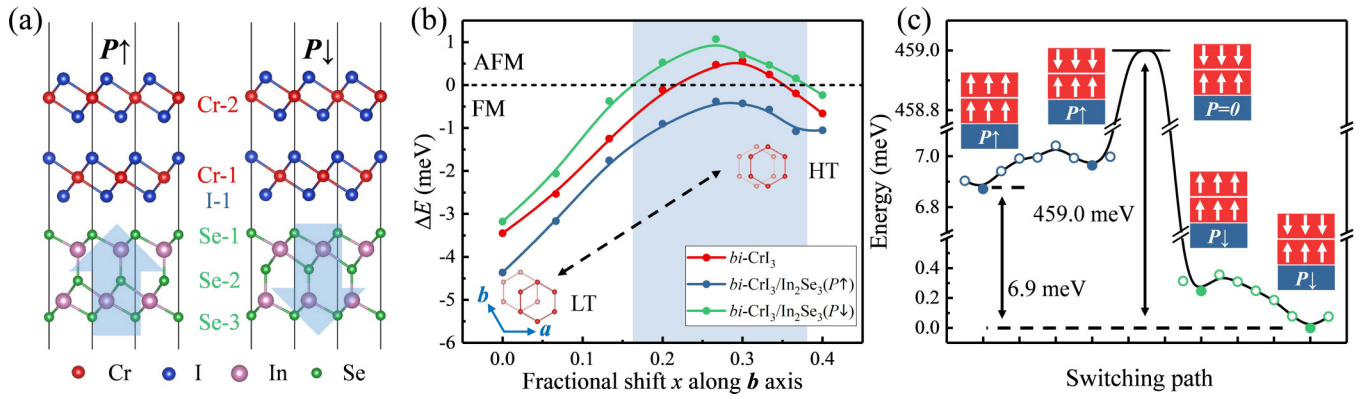 (a)
P↑
P↓
Cr-2
Cr-1
I-1
Se-1
Se-2
Se-3
Cr
I
In
Se
(b)
1
0
-1
-2
-3
-4
-5
-6
ΔE (meV)
AFM
FM
HT
LT
b
a
bi-CrI₃
bi-CrI₃/In₂Se₃(P↑)
bi-CrI₃/In₂Se₃(P↓)
0.0 0.1 0.2 0.3 0.4
Fractional shift x along b axis
(c)
459.0
458.8
7.0
6.8
0.4
0.2
0.0
Energy (meV)
P↑
P↑
P=0
P↓
P↓
459.0 meV
6.9 meV
Switching path